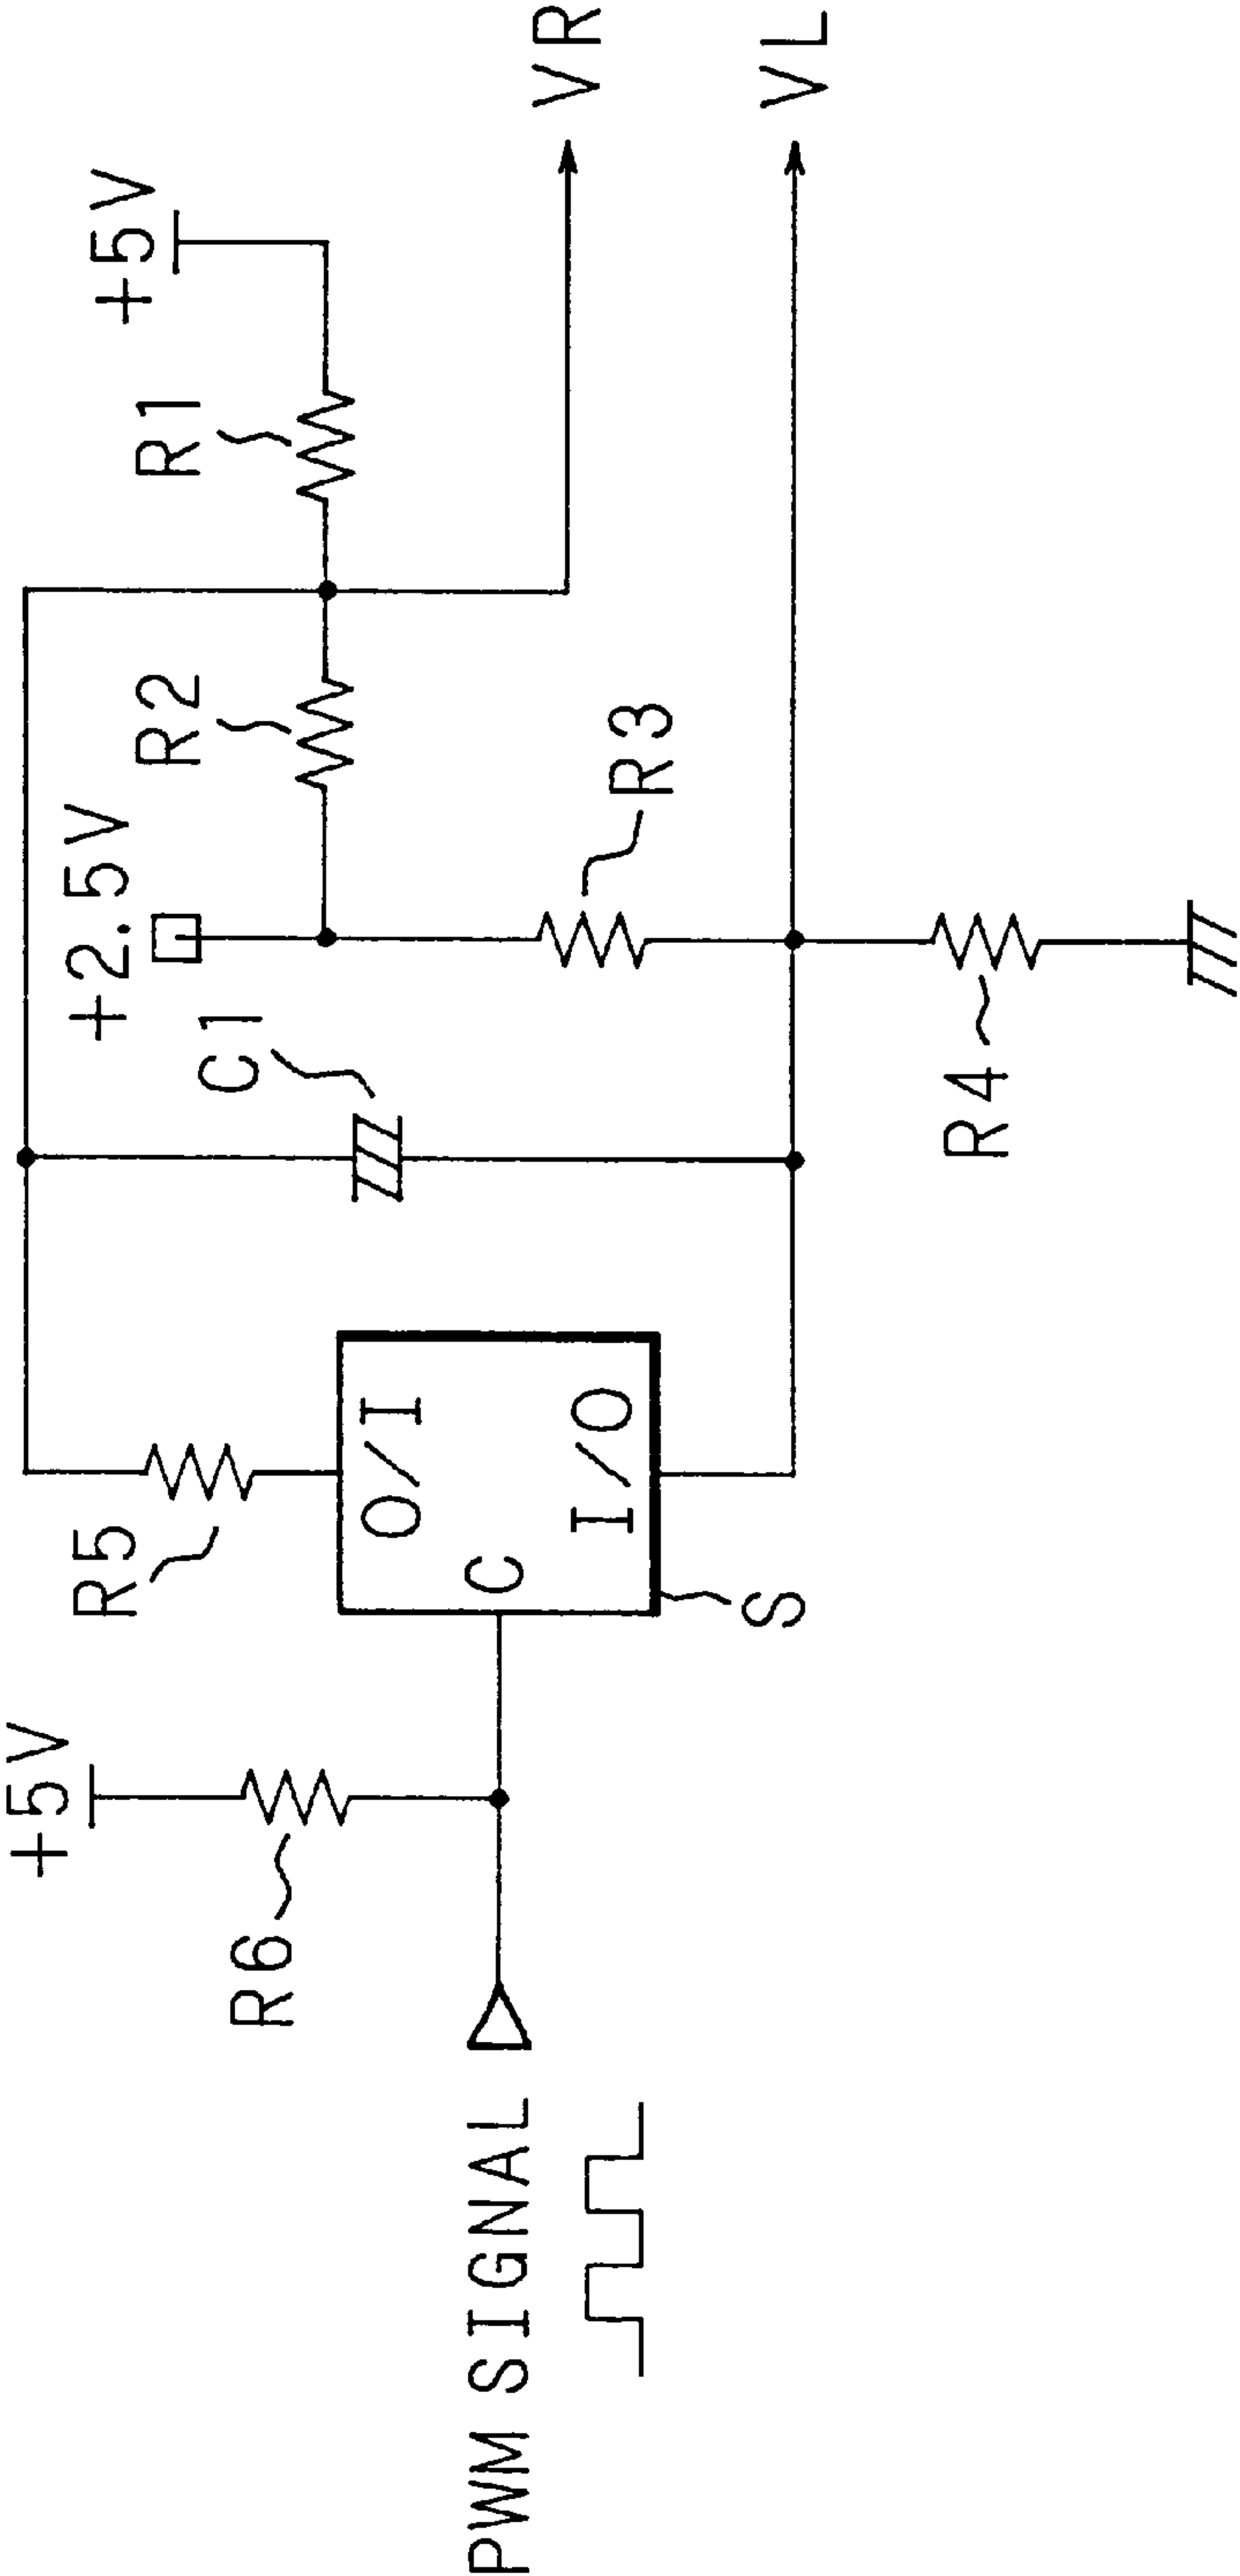 VR
VL
+5V
R1
R2
+2.5V
R3
C1
R4
O/I
I/O
C
R5
S
+5V
R6
PWM SIGNAL